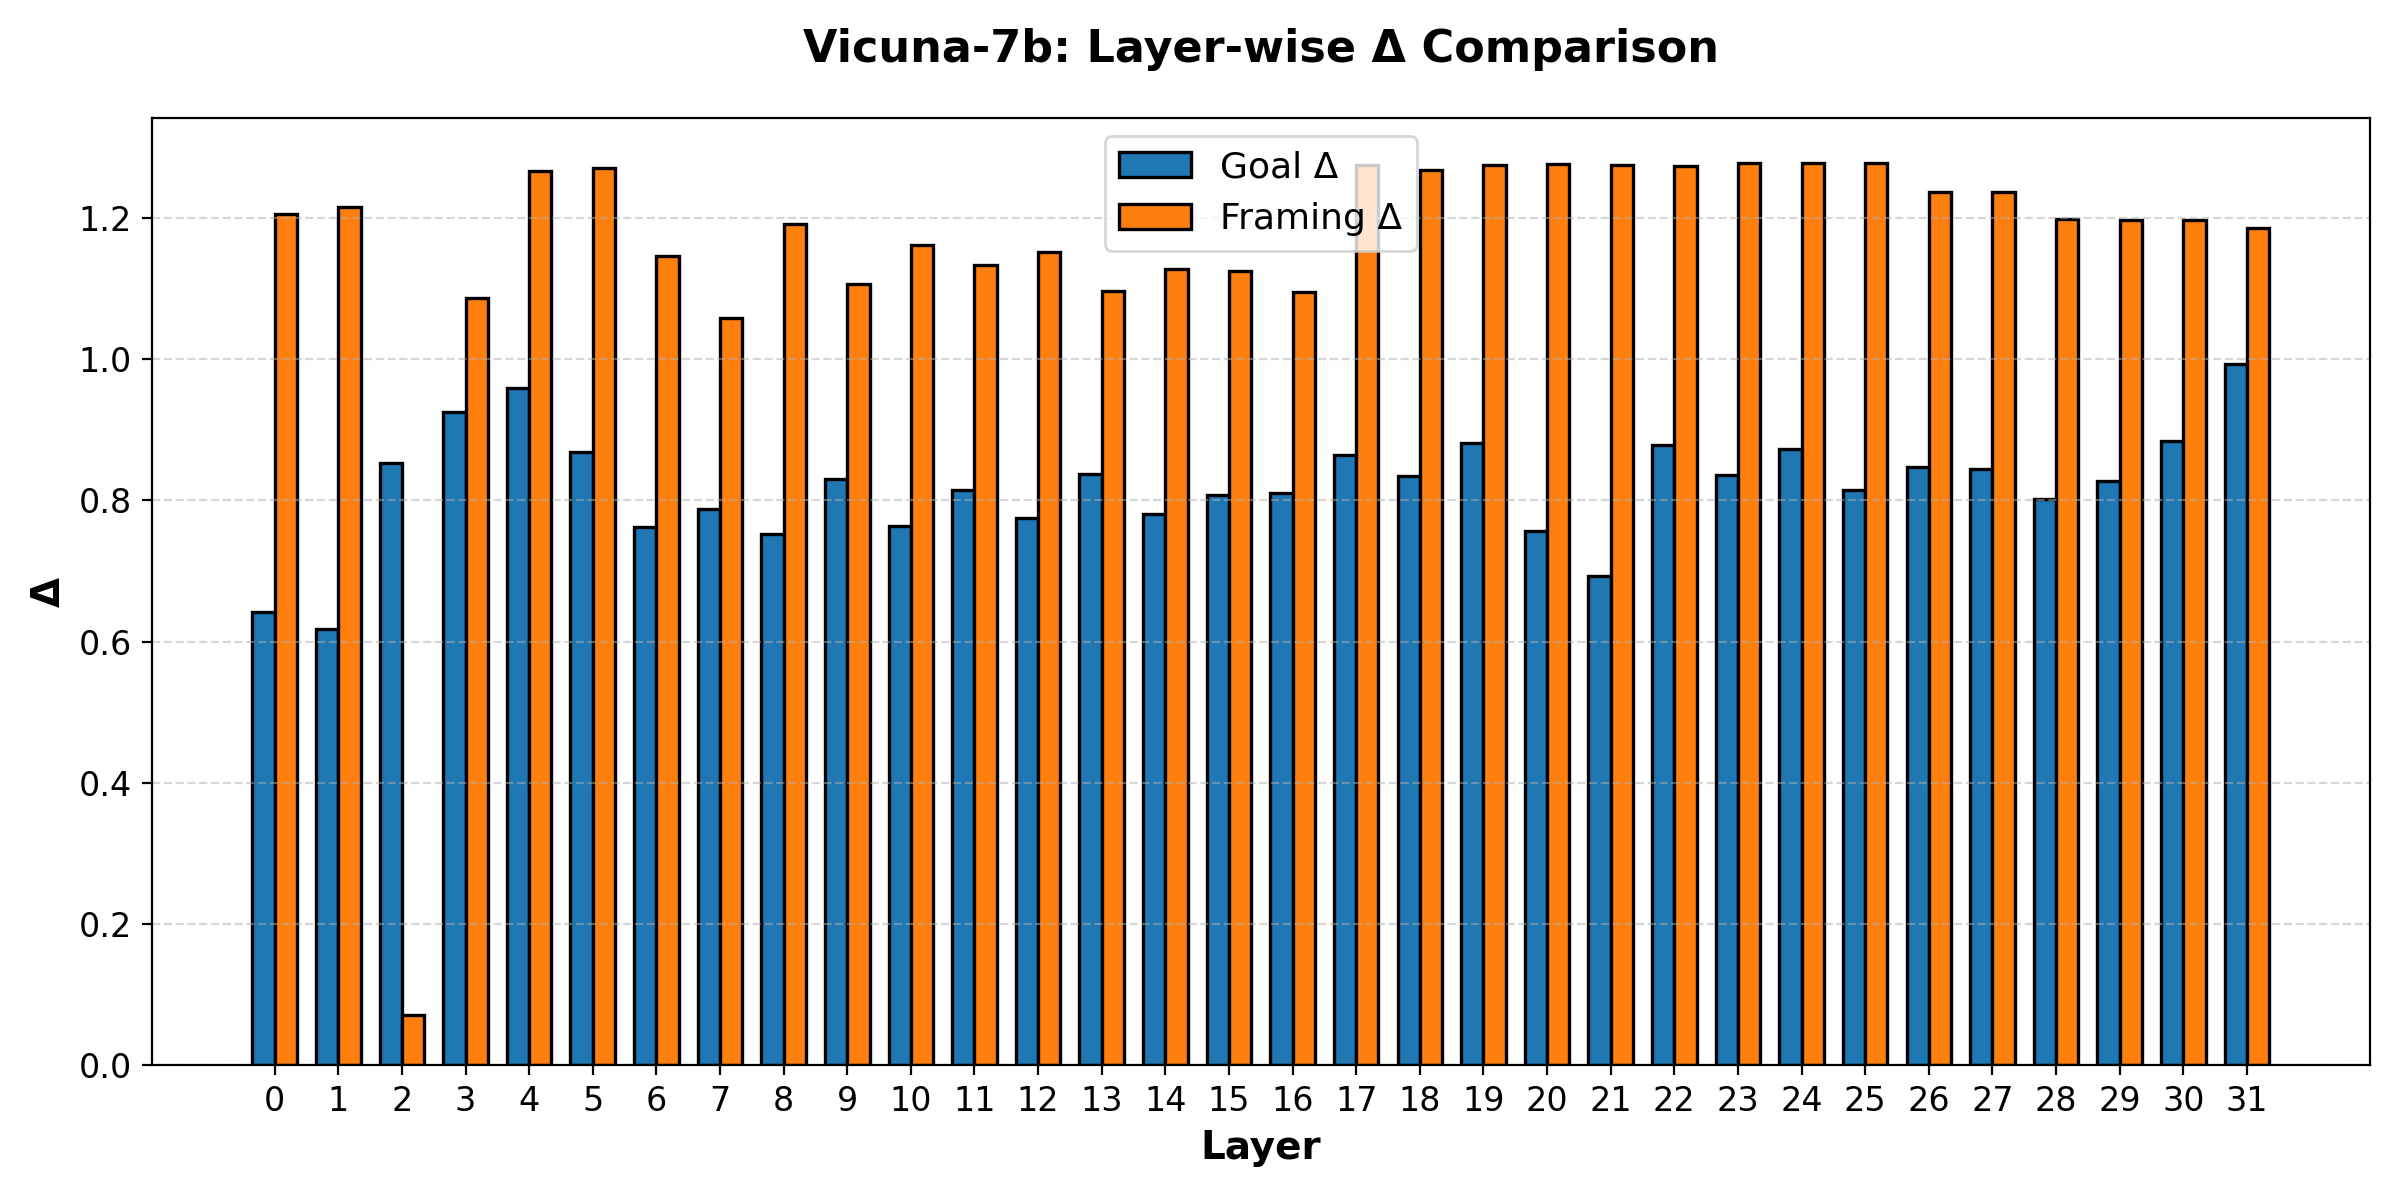 Vicuna-7b: Layer-wise Δ Comparison
Goal Δ
Framing Δ
1.2
1.0
0.8
0.6
0.4
0.2
0.0
Δ
0 1 2 3 4 5 6 7 8 9 10 11 12 13 14 15 16 17 18 19 20 21 22 23 24 25 26 27 28 29 30 31
Layer